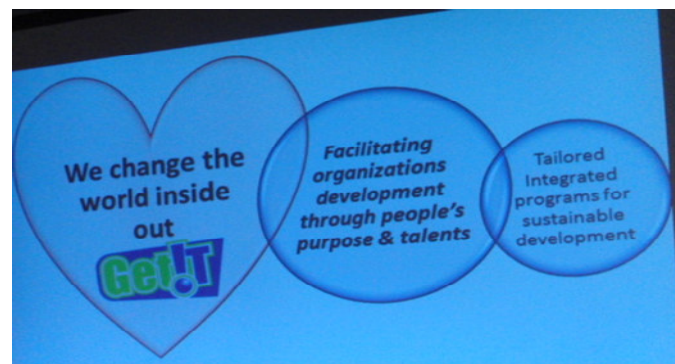 We change the
world inside
out
Get!T
Facilitating
organizations
development
through people's
purpose & talents
Tailored
Integrated
programs for
sustainable
development